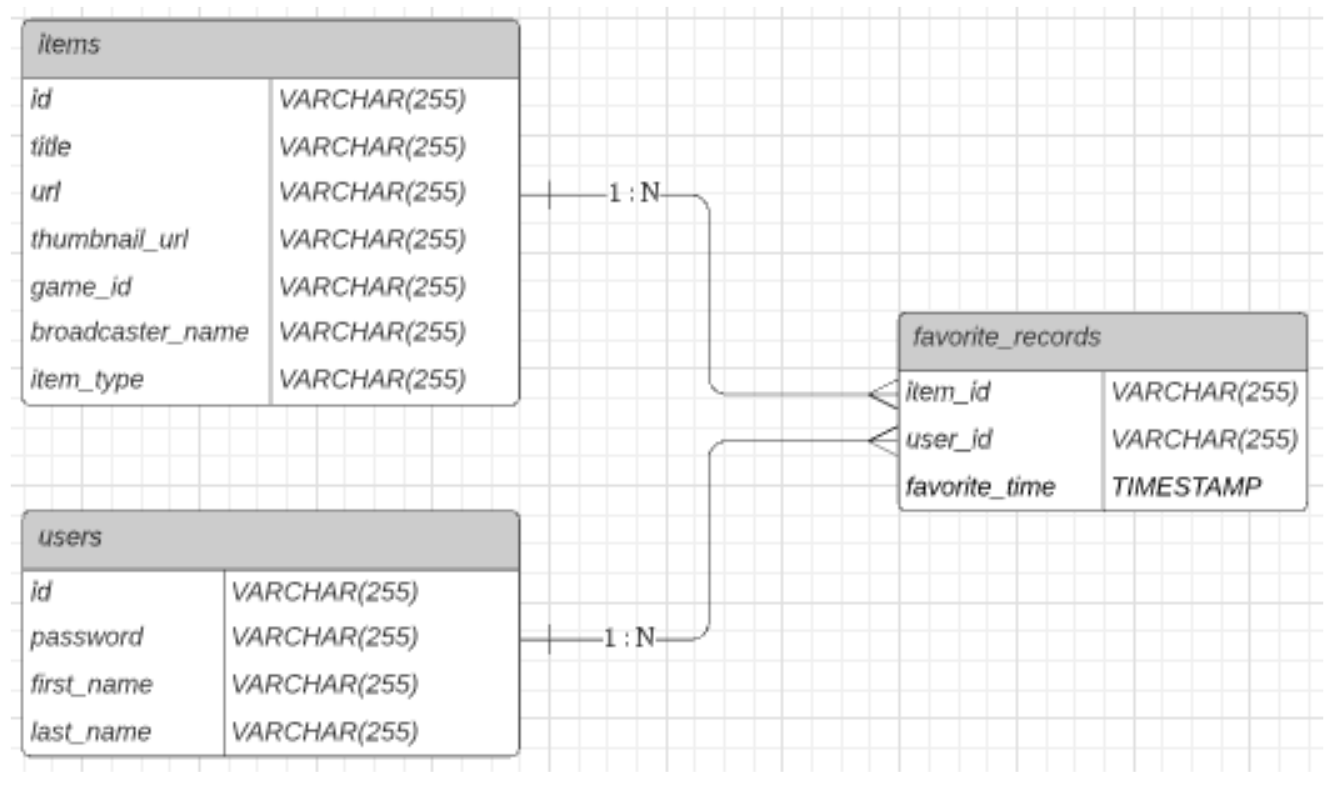 items
id VARCHAR(255)
title VARCHAR(255)
url VARCHAR(255)
thumbnail_url VARCHAR(255)
game_id VARCHAR(255)
broadcaster_name VARCHAR(255)
item_type VARCHAR(255)
1 : N
favorite_records
item_id VARCHAR(255)
user_id VARCHAR(255)
favorite_time TIMESTAMP
users
id VARCHAR(255)
password VARCHAR(255)
first_name VARCHAR(255)
last_name VARCHAR(255)
1 : N